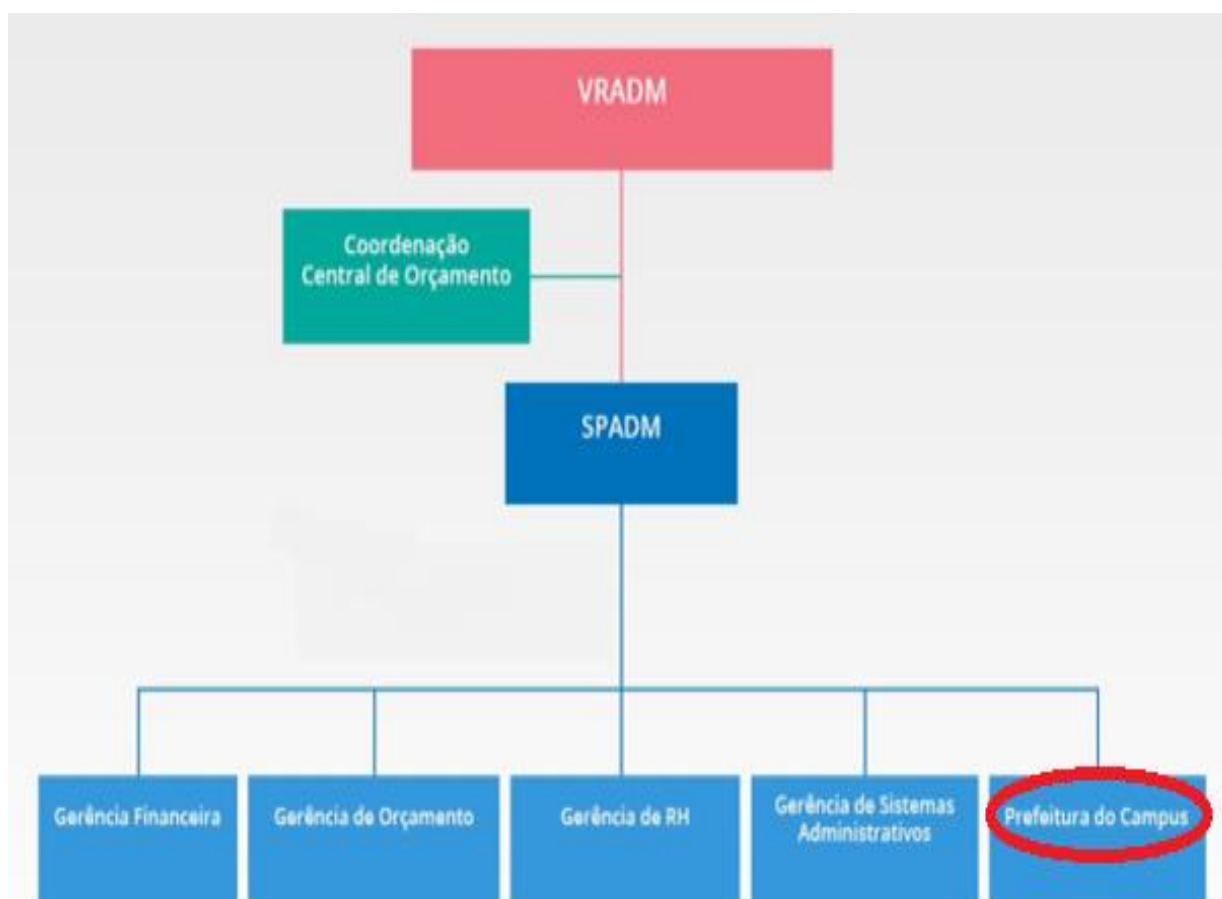 VRADM
Coordenação
Central de Orçamento
SPADM
Gerência Financeira
Gerência de Orçamento
Gerência de RH
Gerência de Sistemas
Administrativos
Prefeitura do Campus